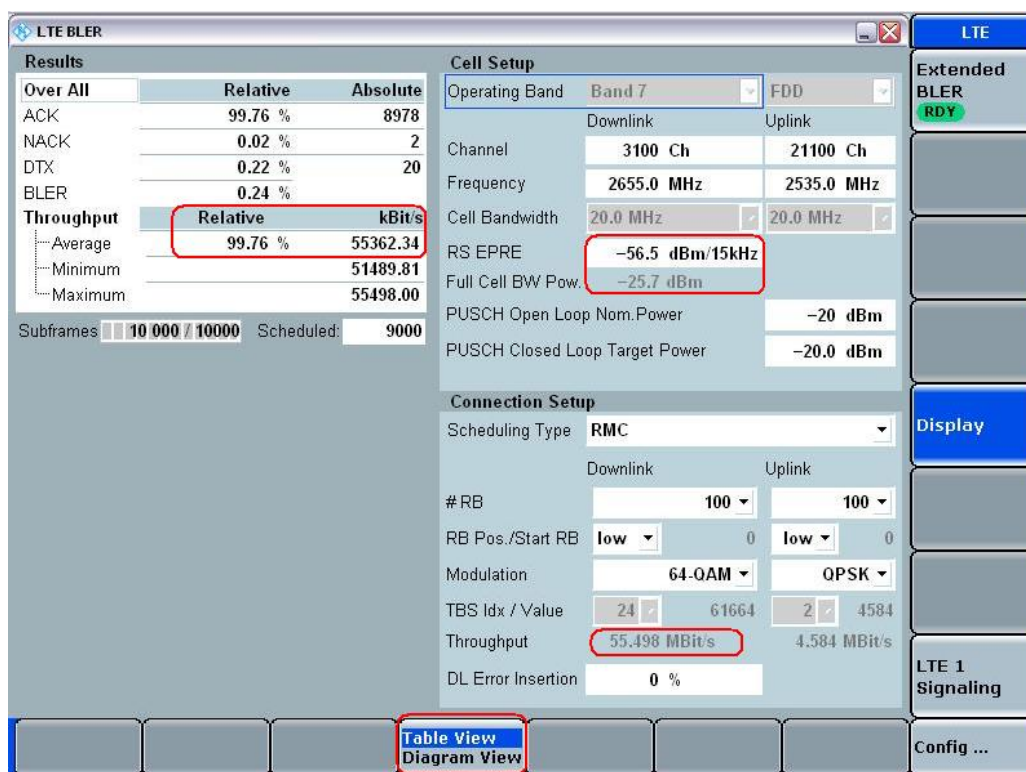 LTE BLER
LTE
Results
Over All Relative Absolute
ACK 99.76 % 8978
NACK 0.02 % 2
DTX 0.22 % 20
BLER 0.24 %
Throughput Relative kBit/s
Average 99.76 % 55362.34
Minimum 51489.81
Maximum 55498.00
Subframes 10 000 / 10000 Scheduled: 9000
Cell Setup
Operating Band Band 7 FDD
Downlink Uplink
Channel 3100 Ch 21100 Ch
Frequency 2655.0 MHz 2535.0 MHz
Cell Bandwidth 20.0 MHz 20.0 MHz
RS EPRE −56.5 dBm/15kHz
Full Cell BW Pow. −25.7 dBm
PUSCH Open Loop Nom.Power −20 dBm
PUSCH Closed Loop Target Power −20.0 dBm
Connection Setup
Scheduling Type RMC
Downlink Uplink
# RB 100 100
RB Pos./Start RB low 0 low 0
Modulation 64-QAM QPSK
TBS Idx / Value 24 61664 2 4584
Throughput 55.498 MBit/s 4.584 MBit/s
DL Error Insertion 0 %
Extended
BLER
RDY
Display
LTE 1
Signaling
Table View
Diagram View
Config ...